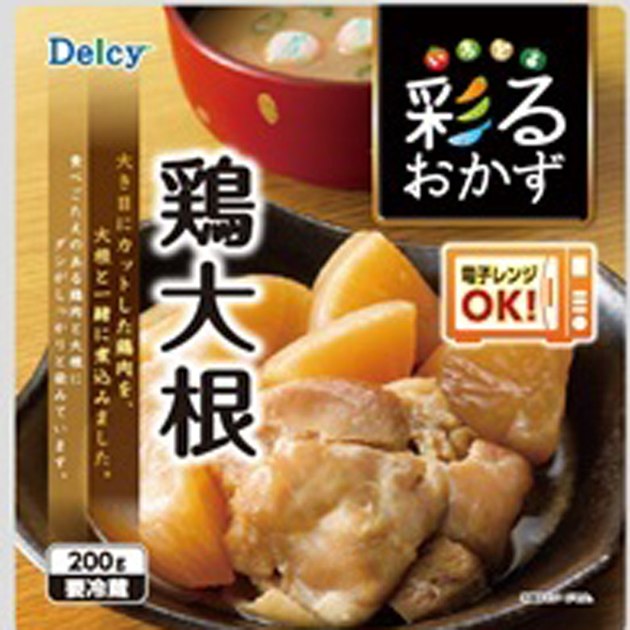 Delcy
いろどる
彩る
おかず
鶏大根
大き目にカットした鶏肉を、
大根と一緒に煮込みました。
食べごたえのある鶏肉と大根に
ダシがしっかりと染みています。
電子レンジ
OK!
200g
要冷蔵